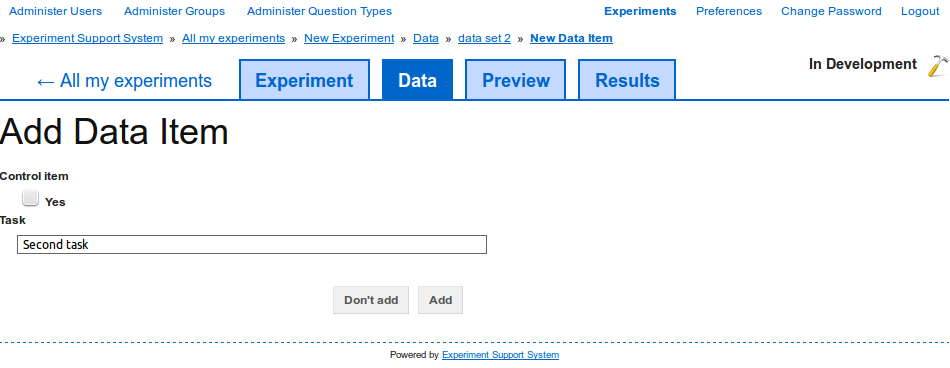 Administer Users Administer Groups Administer Question Types Experiments Preferences Change Password Logout
» Experiment Support System » All my experiments » New Experiment » Data » data set 2 » New Data Item
← All my experiments Experiment Data Preview Results In Development
Add Data Item
Control item
Yes
Task
Second task
Don't add Add
Powered by Experiment Support System